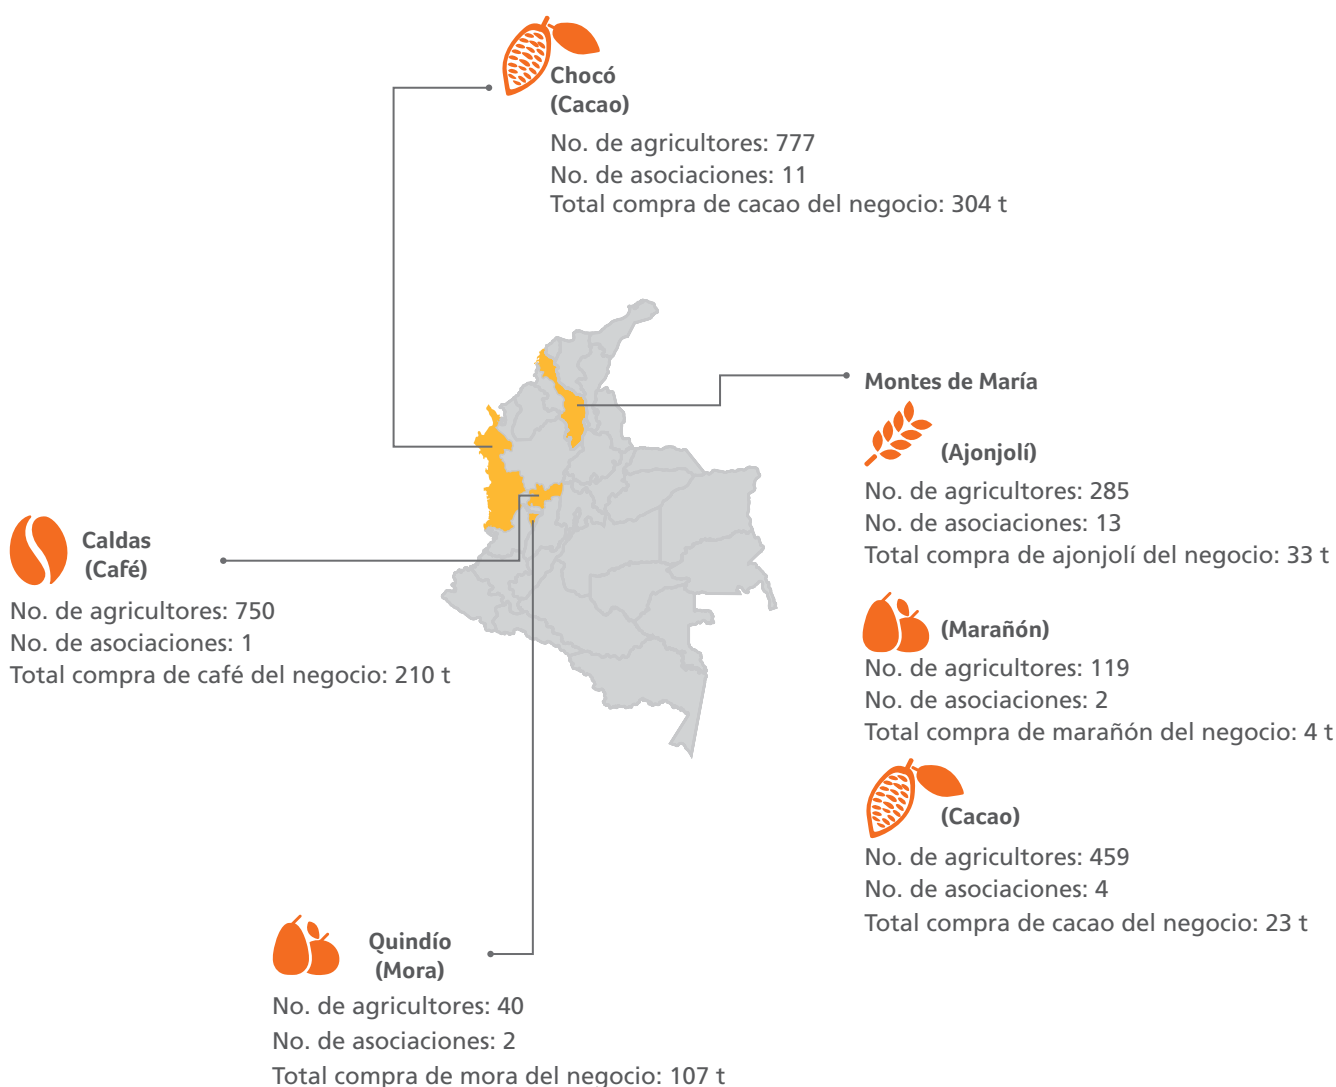 Chocó
(Cacao)
No. de agricultores: 777
No. de asociaciones: 11
Total compra de cacao del negocio: 304 t
Montes de María
(Ajonjolí)
No. de agricultores: 285
No. de asociaciones: 13
Total compra de ajonjolí del negocio: 33 t
(Marañón)
No. de agricultores: 119
No. de asociaciones: 2
Total compra de marañón del negocio: 4 t
(Cacao)
No. de agricultores: 459
No. de asociaciones: 4
Total compra de cacao del negocio: 23 t
Caldas
(Café)
No. de agricultores: 750
No. de asociaciones: 1
Total compra de café del negocio: 210 t
Quindío
(Mora)
No. de agricultores: 40
No. de asociaciones: 2
Total compra de mora del negocio: 107 t